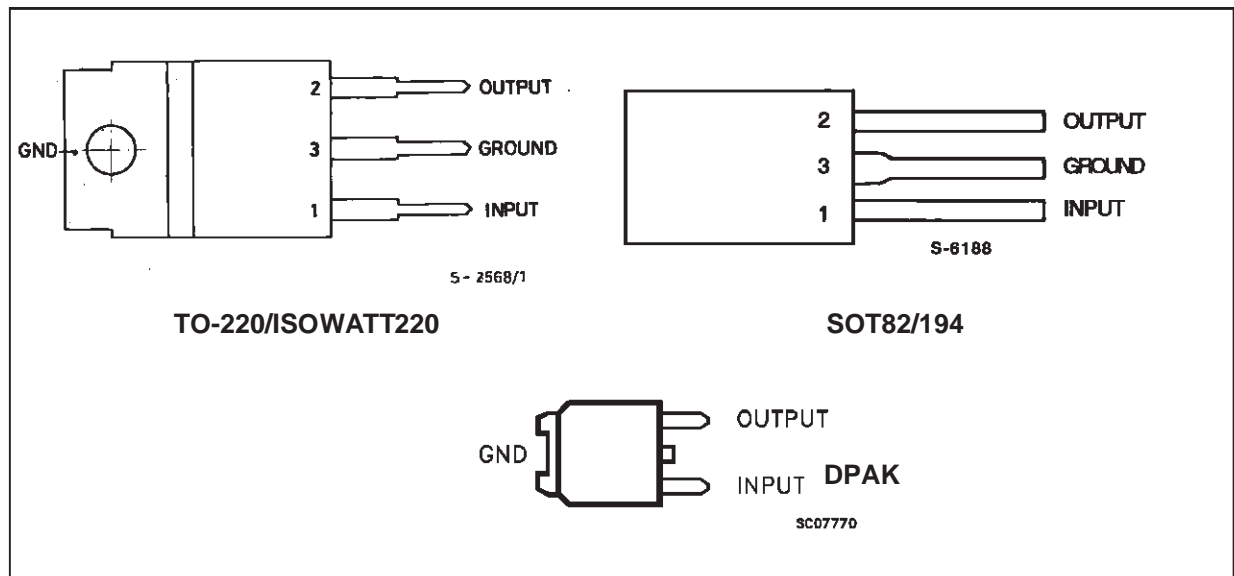 2 OUTPUT
GND 3 GROUND
1 INPUT
S - 2568/1
TO-220/ISOWATT220
2 OUTPUT
3 GROUND
1 INPUT
S-6188
SOT82/194
OUTPUT
GND
INPUT DPAK
SC07770